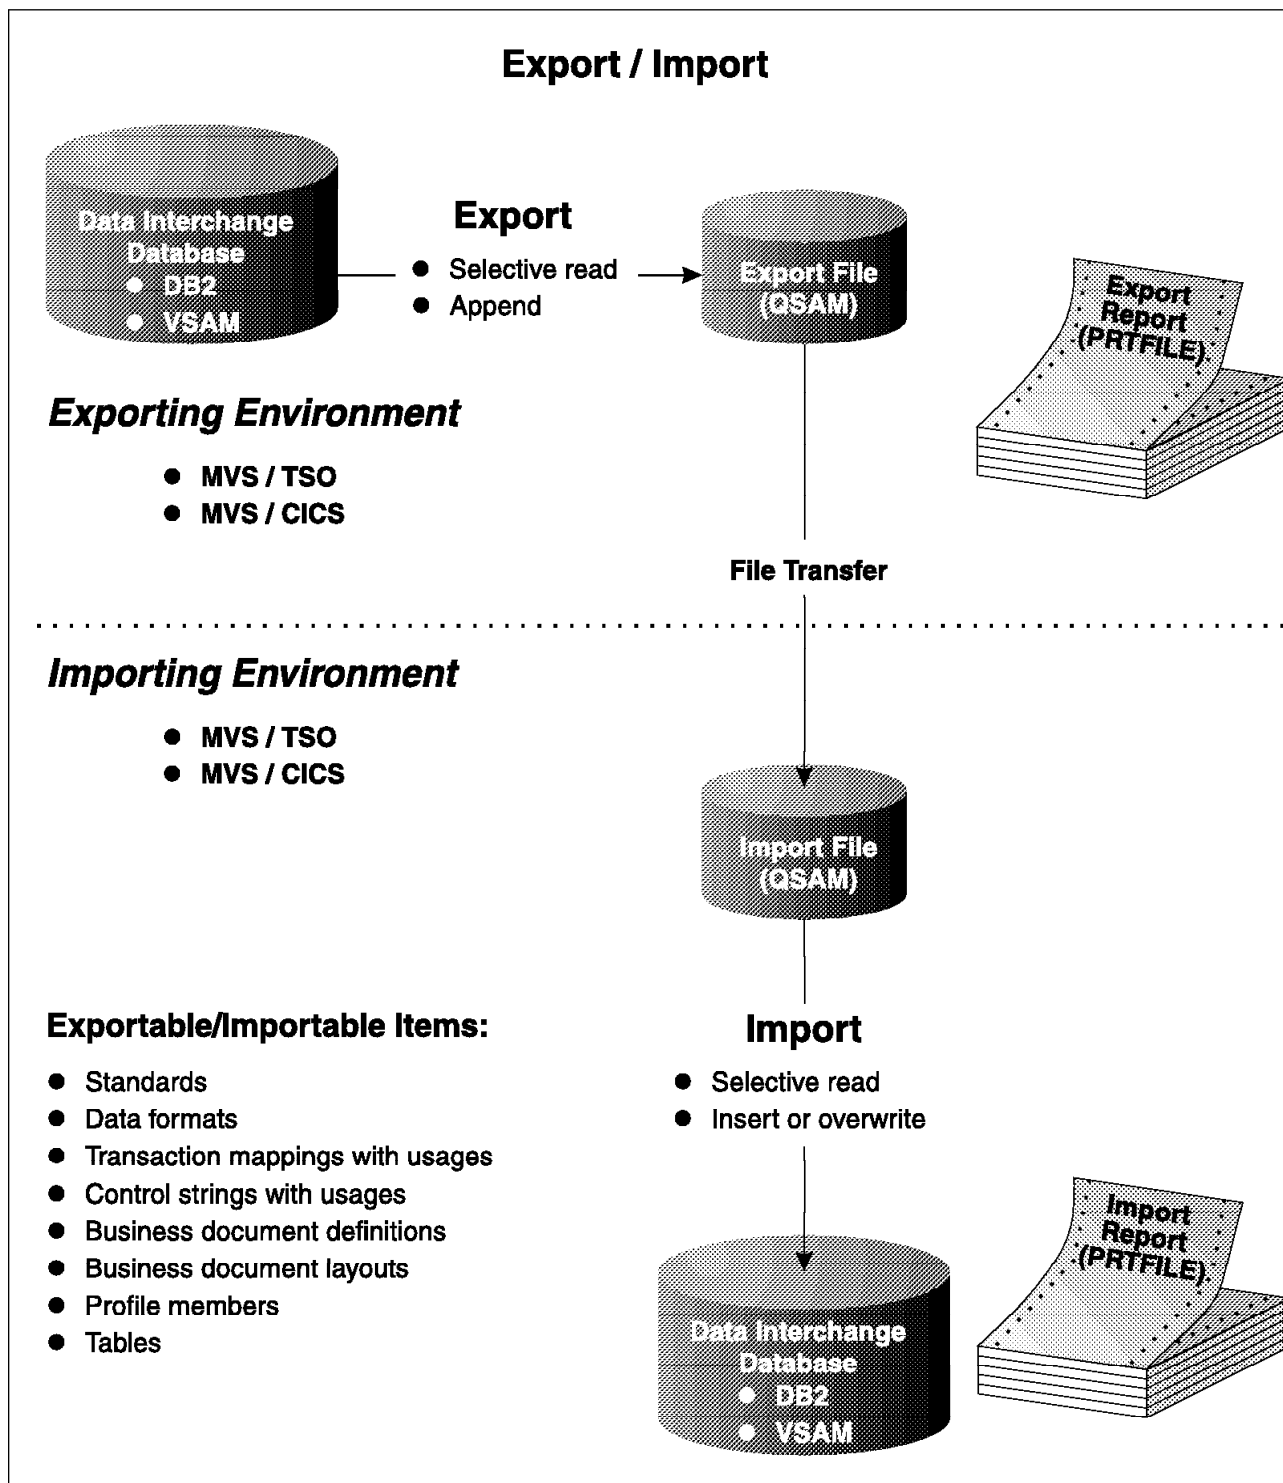 Export / Import
Data Interchange
Database
● DB2
● VSAM
Export
● Selective read
● Append
Export File
(QSAM)
Export
Report
(PRTFILE)
Exporting Environment
● MVS / TSO
● MVS / CICS
File Transfer
Importing Environment
● MVS / TSO
● MVS / CICS
Import File
(QSAM)
Exportable/Importable Items:
● Standards
● Data formats
● Transaction mappings with usages
● Control strings with usages
● Business document definitions
● Business document layouts
● Profile members
● Tables
Import
● Selective read
● Insert or overwrite
Import
Report
(PRTFILE)
Data Interchange
Database
● DB2
● VSAM